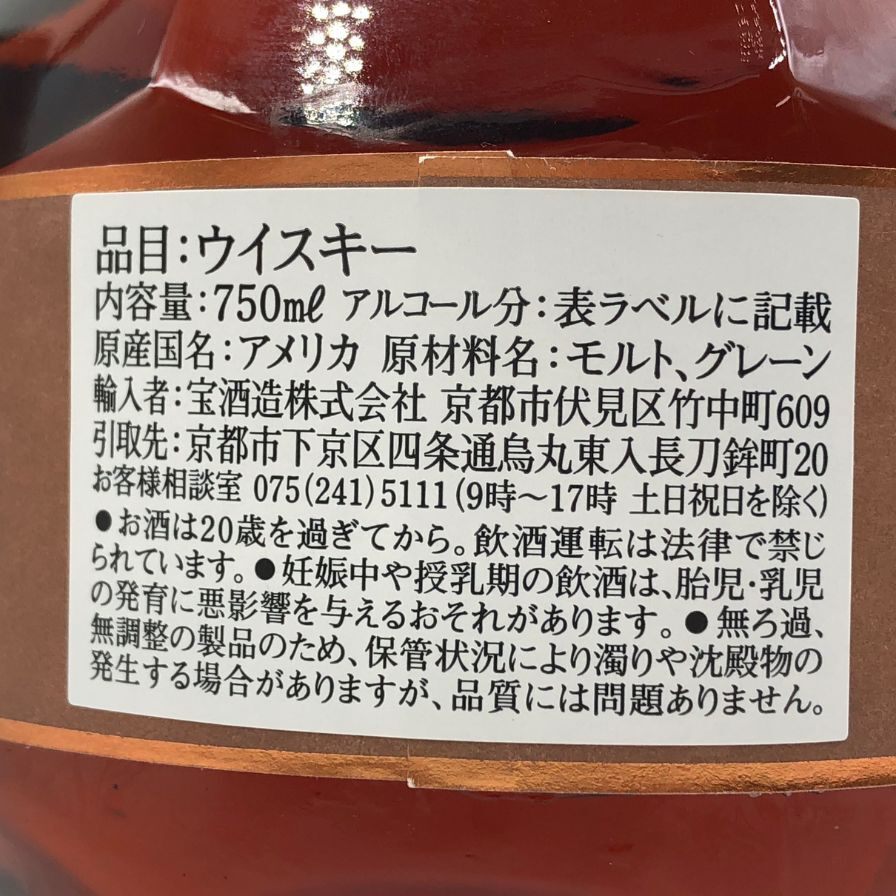 品目：ウイスキー
内容量：750mℓ アルコール分：表ラベルに記載
原産国名：アメリカ 原材料名：モルト、グレーン
輸入者：宝酒造株式会社 京都市伏見区竹中町609
引取先：京都市下京区四条通烏丸東入長刀鉾町20
お客様相談室 075(241)5111(9時〜17時 土日祝日を除く)
●お酒は20歳を過ぎてから。飲酒運転は法律で禁じ
られています。●妊娠中や授乳期の飲酒は、胎児・乳児
の発育に悪影響を与えるおそれがあります。●無ろ過、
無調整の製品のため、保管状況により濁りや沈殿物の
発生する場合がありますが、品質には問題ありません。